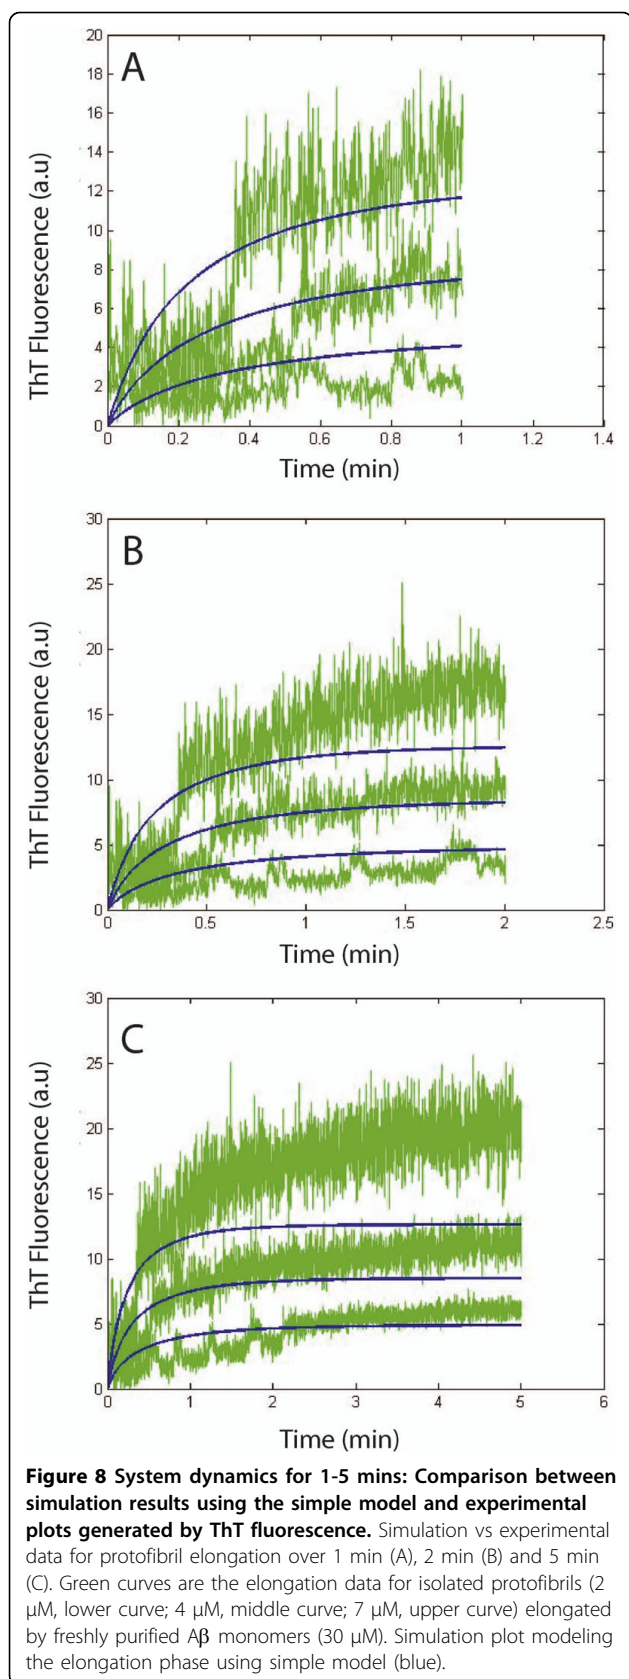 A
ThT Fluorescence (a.u)
20
18
16
14
12
10
8
6
4
2
0
0 0.2 0.4 0.6 0.8 1 1.2 1.4
Time (min)
B
ThT Fluorescence (a.u)
30
25
20
15
10
5
0
0 0.5 1 1.5 2 2.5
Time (min)
C
ThT Fluorescence (a.u)
30
25
20
15
10
5
0
0 1 2 3 4 5 6
Time (min)
Figure 8 System dynamics for 1-5 mins: Comparison between
simulation results using the simple model and experimental
plots generated by ThT fluorescence. Simulation vs experimental
data for protofibril elongation over 1 min (A), 2 min (B) and 5 min
(C). Green curves are the elongation data for isolated protofibrils (2
μM, lower curve; 4 μM, middle curve; 7 μM, upper curve) elongated
by freshly purified Aβ monomers (30 μM). Simulation plot modeling
the elongation phase using simple model (blue).